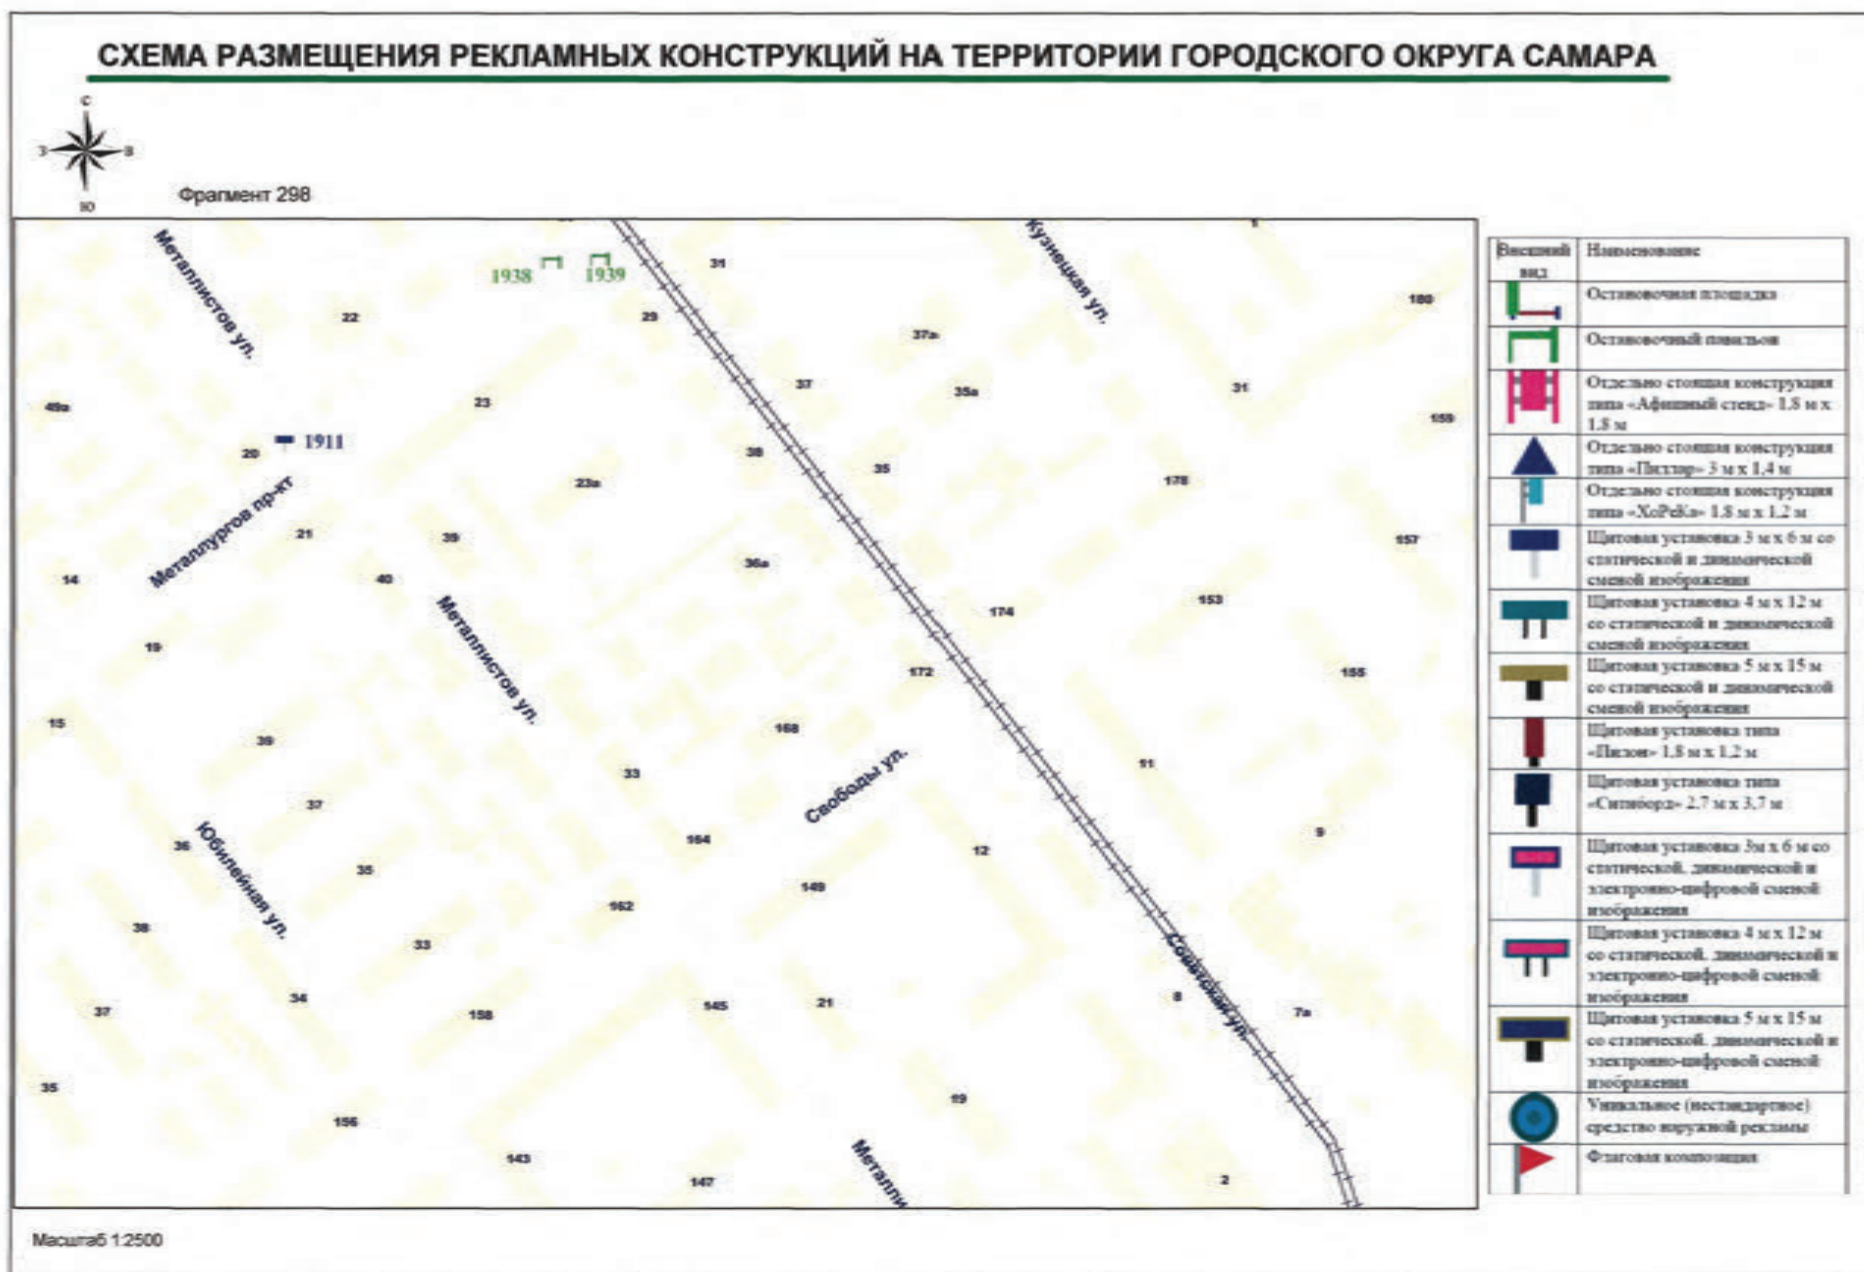 СХЕМА РАЗМЕЩЕНИЯ РЕКЛАМНЫХ КОНСТРУКЦИЙ НА ТЕРРИТОРИИ ГОРОДСКОГО ОКРУГА САМАРА
С
З
В
Ю
Фрагмент 298
Металлистов ул.
1938
1939
31
Кузнецкая ул.
1
180
22
29
37а
49а
23
37
35а
31
159
20
1911
38
35
178
Металлургов пр-кт
23а
21
39
157
14
40
36а
153
174
19
Металлистов ул.
172
155
15
39
168
33
Свободы ул.
11
37
36
Юбилейная ул.
35
164
12
9
149
162
38
33
Советская ул.
34
158
145
21
8
7а
37
35
156
19
143
Металли
147
2
Внешний вид
Наименование
Остановочная площадка
Остановочный павильон
Отдельно стоящая конструкция
типа «Афишный стенд» 1,8 м х
1,8 м
Отдельно стоящая конструкция
типа «Пиллар» 3 м х 1,4 м
Отдельно стоящая конструкция
типа «ХоРеКа» 1,8 м х 1,2 м
Щитовая установка 3 м х 6 м со
статической и динамической
сменой изображения
Щитовая установка 4 м х 12 м
со статической и динамической
сменой изображения
Щитовая установка 5 м х 15 м
со статической и динамической
сменой изображения
Щитовая установка типа
«Пилон» 1,8 м х 1,2 м
Щитовая установка типа
«Ситиборд» 2,7 м х 3,7 м
Щитовая установка 3м х 6 м со
статической, динамической и
электронно-цифровой сменой
изображения
Щитовая установка 4 м х 12 м
со статической, динамической и
электронно-цифровой сменой
изображения
Щитовая установка 5 м х 15 м
со статической, динамической и
электронно-цифровой сменой
изображения
Уникальное (нестандартное)
средство наружной рекламы
Флаговая композиция
Масштаб 1:2500